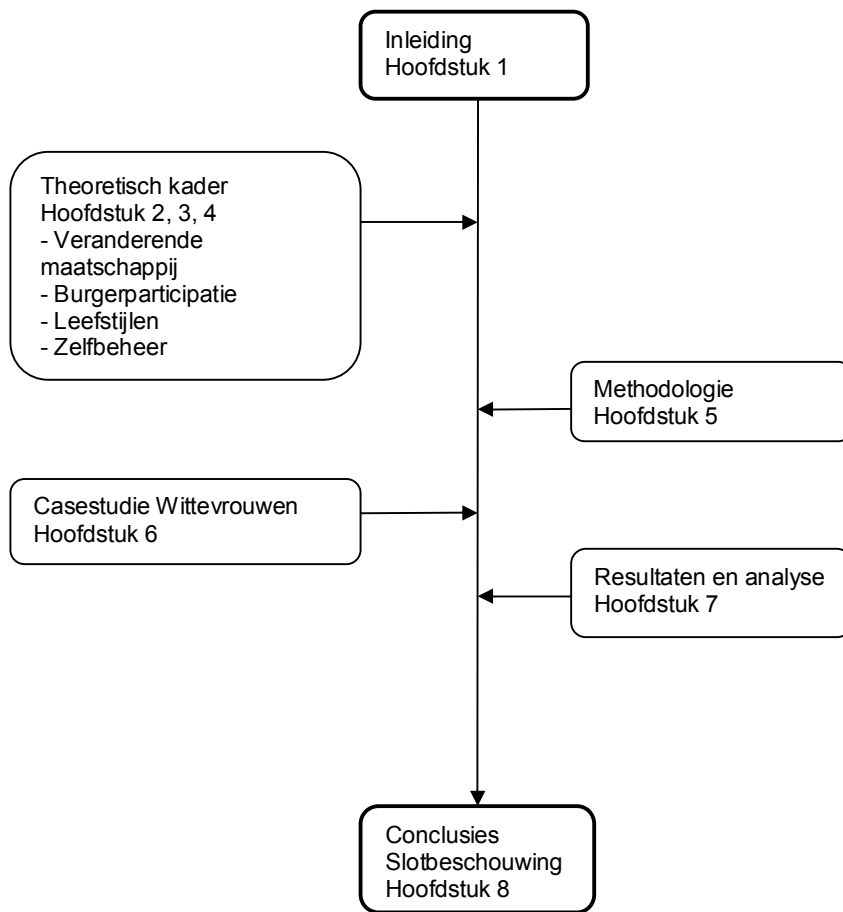 Inleiding
Hoofdstuk 1
Theoretisch kader
Hoofdstuk 2, 3, 4
- Veranderende
maatschappij
- Burgerparticipatie
- Leefstijlen
- Zelfbeheer
Methodologie
Hoofdstuk 5
Casestudie Wittevrouwen
Hoofdstuk 6
Resultaten en analyse
Hoofdstuk 7
Conclusies
Slotbeschouwing
Hoofdstuk 8